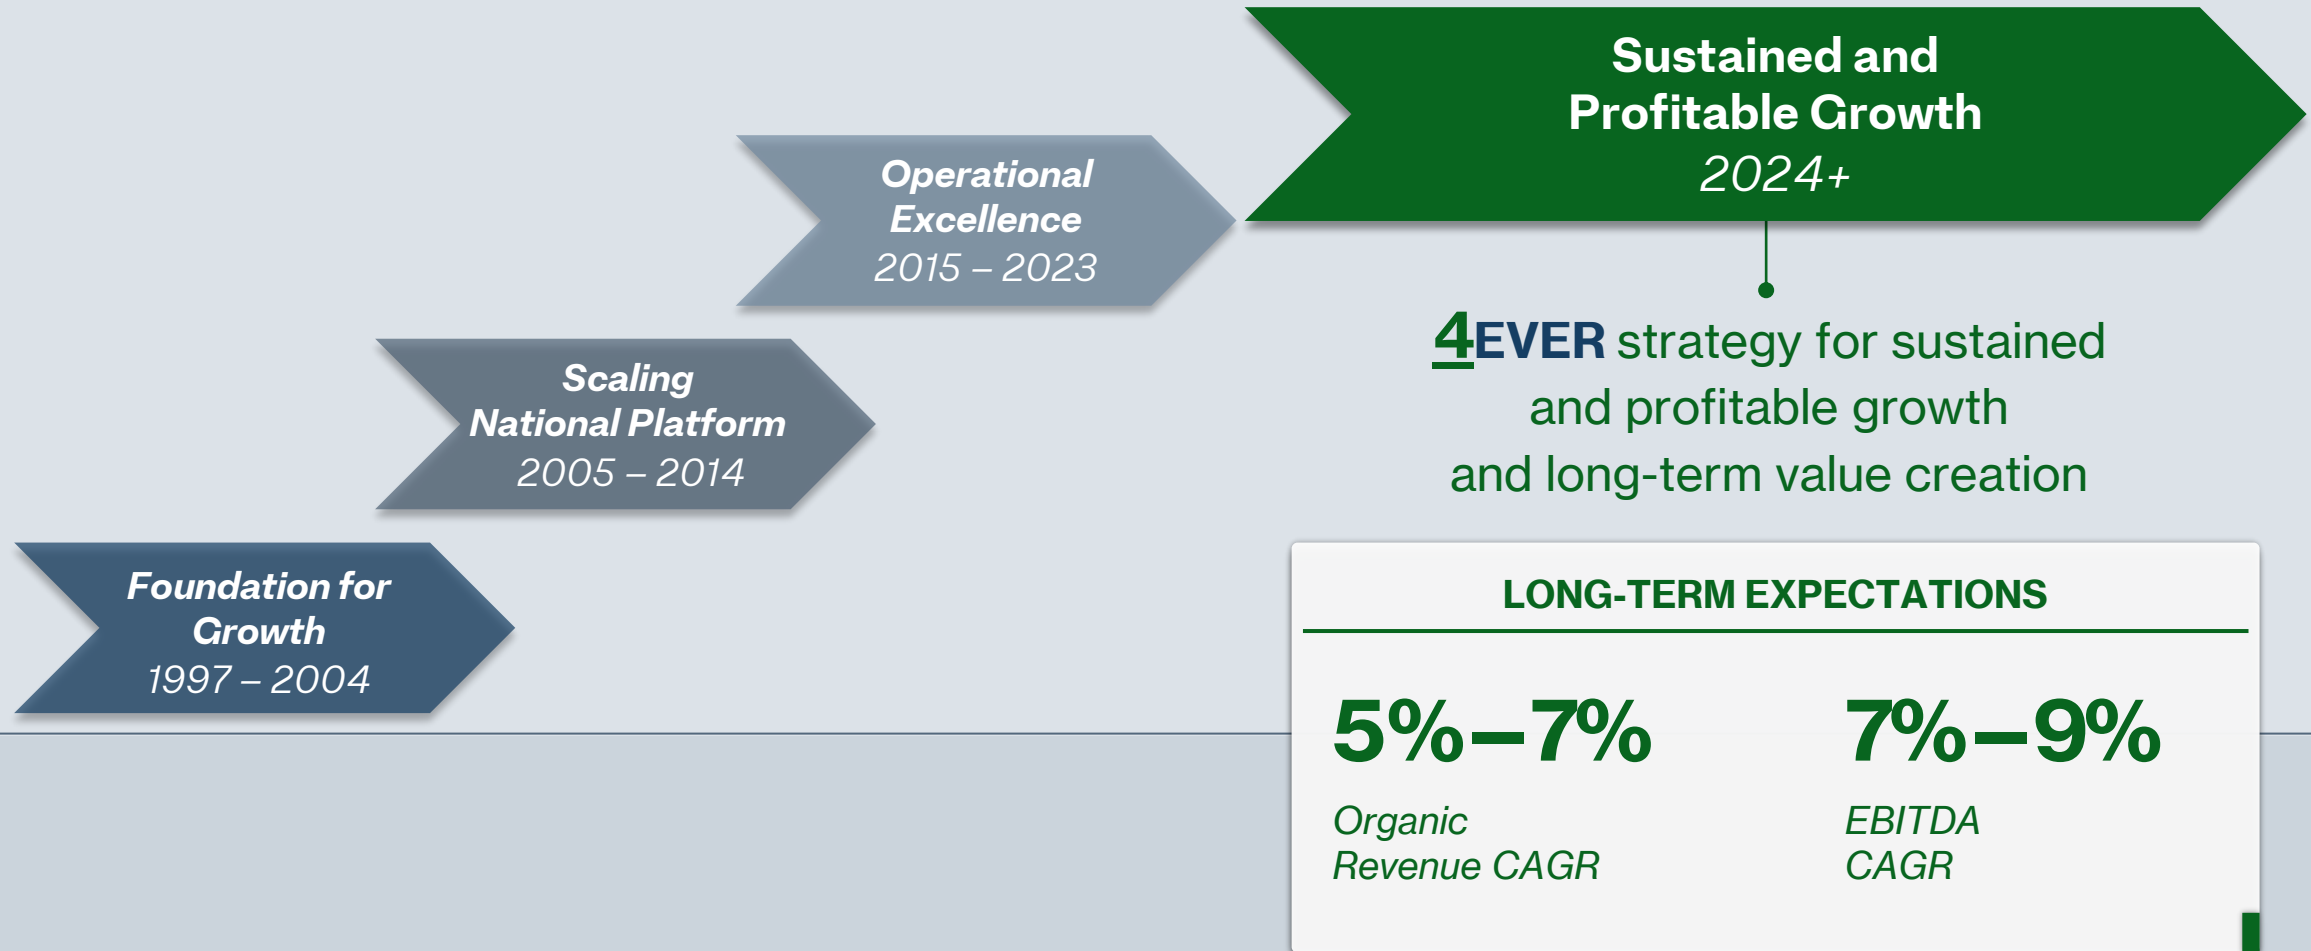 Sustained and
Profitable Growth
2024+
Operational
Excellence
2015 – 2023
Scaling
National Platform
2005 – 2014
Foundation for
Growth
1997 – 2004
4EVER strategy for sustained
and profitable growth
and long-term value creation
LONG-TERM EXPECTATIONS
5%–7%
Organic
Revenue CAGR
7%–9%
EBITDA
CAGR